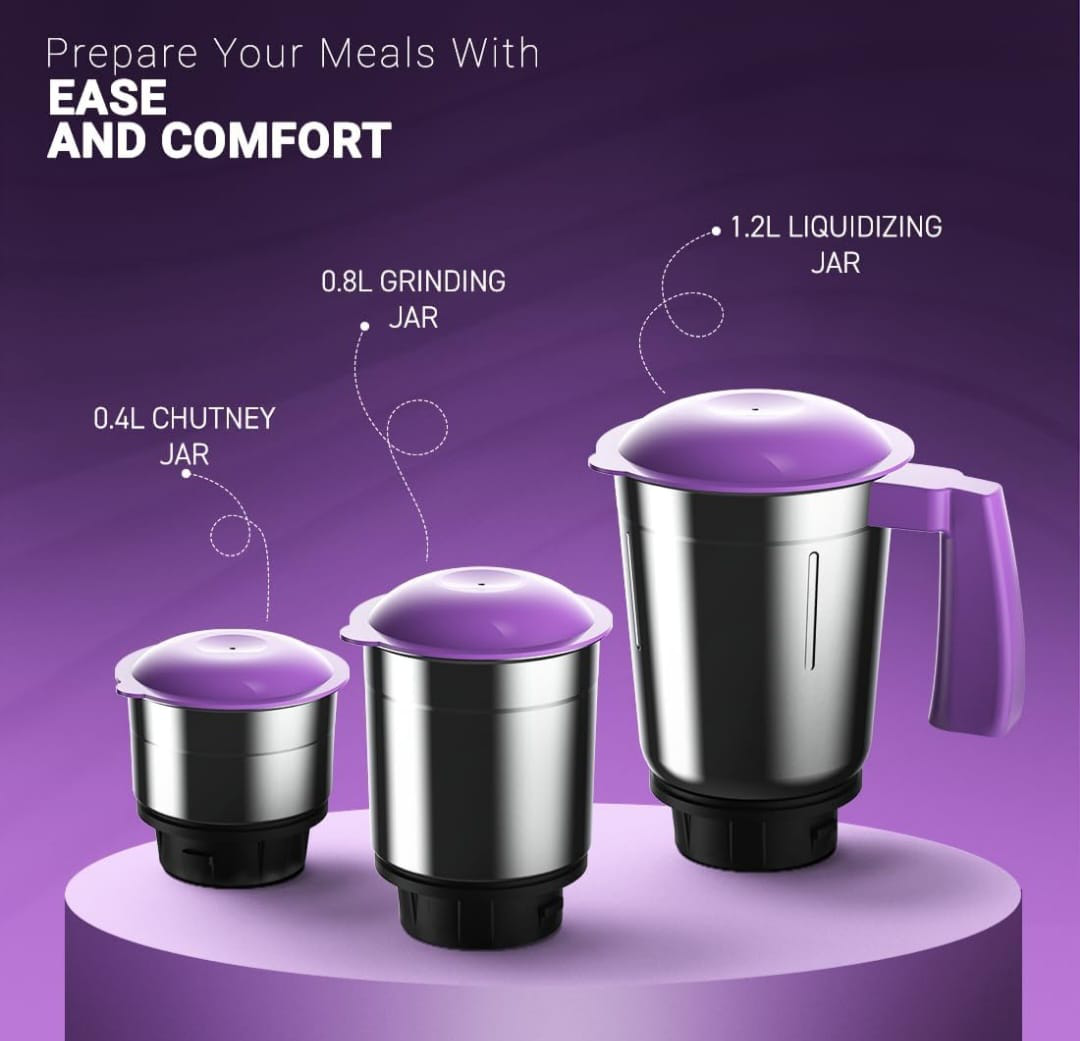 Prepare Your Meals With
EASE
AND COMFORT
1.2L LIQUIDIZING
JAR
0.8L GRINDING
JAR
0.4L CHUTNEY
JAR